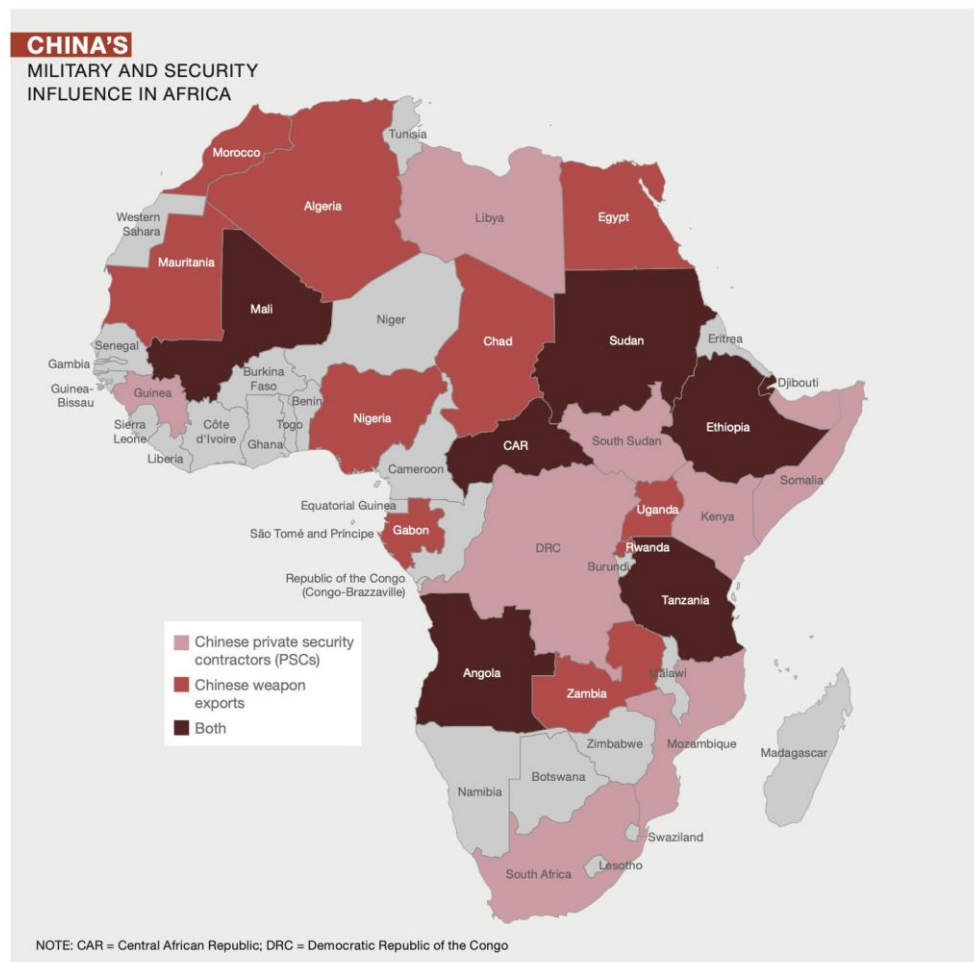 CHINA'S
MILITARY AND SECURITY
INFLUENCE IN AFRICA
Tunisia
Morocco
Algeria
Libya
Egypt
Western
Sahara
Mauritania
Mali
Niger
Chad
Sudan
Eritrea
Senegal
Gambia
Guinea-
Bissau
Guinea
Burkina
Faso
Benin
Nigeria
Djibouti
Sierra
Leone
Côte
d'Ivoire
Togo
Ghana
Liberia
Ethiopia
CAR
South Sudan
Somalia
Cameroon
Equatorial Guinea
São Tomé and Príncipe
Gabon
Uganda
Kenya
DRC
Rwanda
Burundi
Republic of the Congo
(Congo-Brazzaville)
Tanzania
Chinese private security
contractors (PSCs)
Chinese weapon
exports
Both
Angola
Malawi
Zambia
Zimbabwe
Mozambique
Madagascar
Namibia
Botswana
Swaziland
Lesotho
South Africa
NOTE: CAR = Central African Republic; DRC = Democratic Republic of the Congo